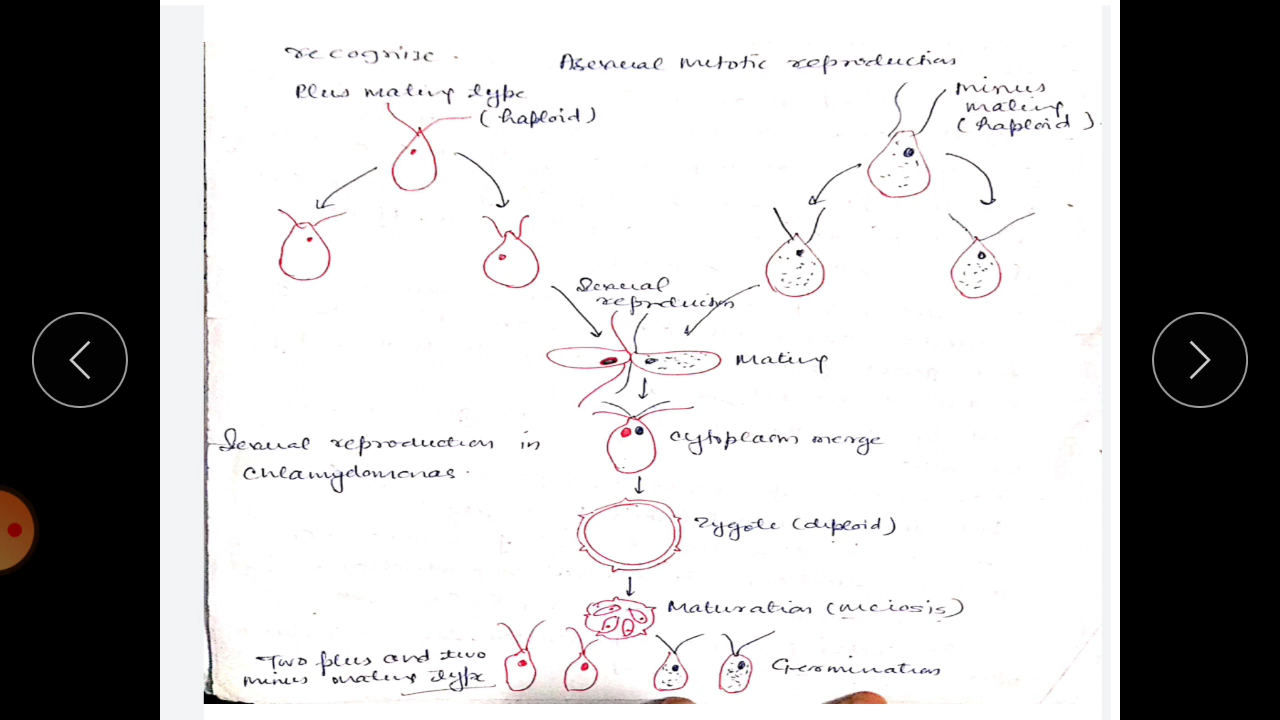 recognise.
Asexual mitotic reproduction
Plus mating type
(haploid)
minus
mating
(haploid)
Sexual
reproduction
Mating
Sexual reproduction in
chlamydomonas.
cytoplasm merge
Zygote (diploid)
Maturation (meiosis)
Two plus and two
minus mating type
Germination